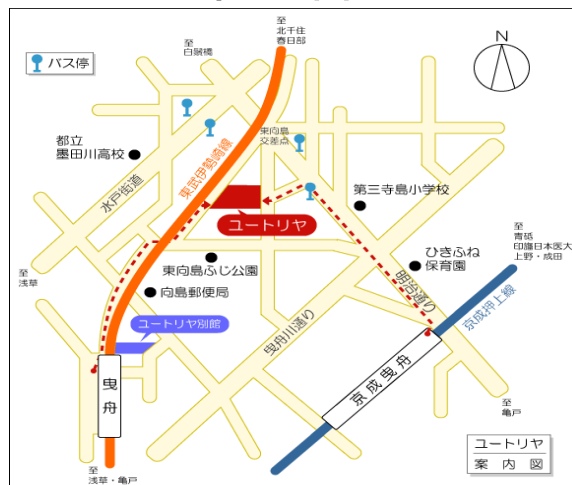 至
北千住
春日部
至
白鬚橋
N
バス停
東向島
交差点
都立
墨田川高校
東武伊勢崎線
水戸街道
第三寺島小学校
ユートリヤ
至
青砥
印旛日本医大
上野・成田
ひきふね
保育園
東向島ふじ公園
至
浅草
向島郵便局
明治通り
京成押上線
ユートリヤ別館
曳舟川通り
曳舟
京成曳舟
至
亀戸
ユートリヤ
案内図
至
浅草・亀戸